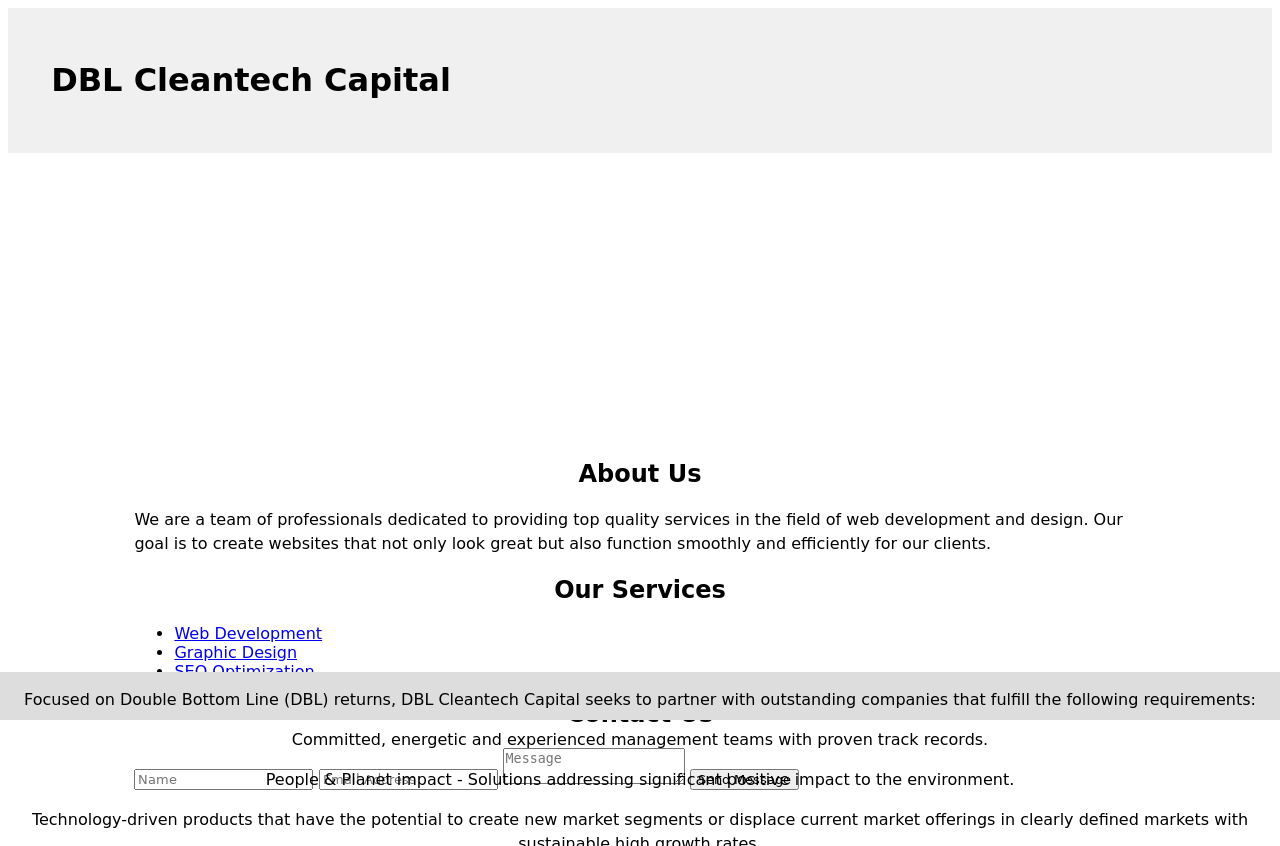 DBL Cleantech Capital
About Us
We are a team of professionals dedicated to providing top quality services in the field of web development and design. Our
goal is to create websites that not only look great but also function smoothly and efficiently for our clients.
Our Services
Web Development
Graphic Design
SEO Optimization
Focused on Double Bottom Line (DBL) returns, DBL Cleantech Capital seeks to partner with outstanding companies that fulfill the following requirements:
Contact Us
Committed, energetic and experienced management teams with proven track records.
Message
Name
Email Address
Send Message
People & Planet impact - Solutions addressing significant positive impact to the environment.
Technology-driven products that have the potential to create new market segments or displace current market offerings in clearly defined markets with
sustainable high growth rates.